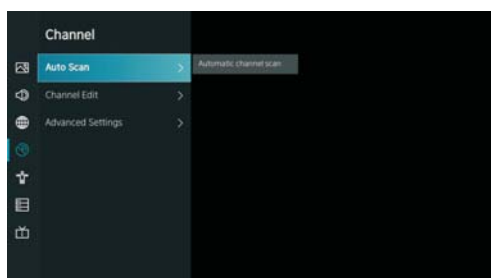 Channel
Auto Scan
Automatic channel scan
Channel Edit
Advanced Settings